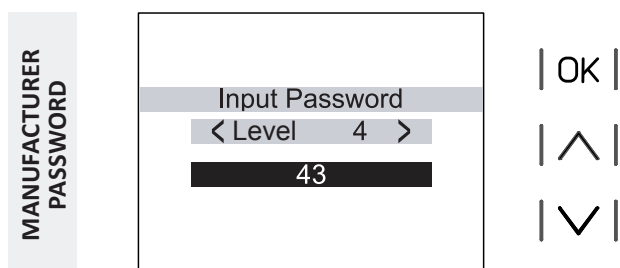 MANUFACTURER
PASSWORD
Input Password
< Level 4 >
43
OK